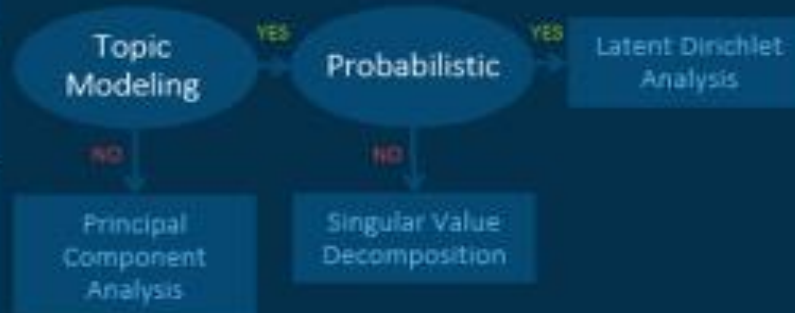 Topic
Modeling
YES
Probabilistic
YES
Latent Dirichlet
Analysis
NO
NO
Principal
Component
Analysis
Singular Value
Decomposition